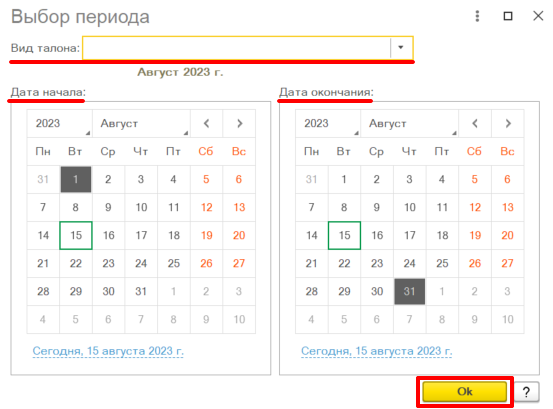 Выбор периода
Вид талона:
Август 2023 г.
Дата начала: Дата окончания:
2023 Август < > 2023 Август < >
Пн Вт Ср Чт Пт Сб Вс Пн Вт Ср Чт Пт Сб Вс
31 1 2 3 4 5 6 31 1 2 3 4 5 6
7 8 9 10 11 12 13 7 8 9 10 11 12 13
14 15 16 17 18 19 20 14 15 16 17 18 19 20
21 22 23 24 25 26 27 21 22 23 24 25 26 27
28 29 30 31 1 2 3 28 29 30 31 1 2 3
4 5 6 7 8 9 10 4 5 6 7 8 9 10
Сегодня, 15 августа 2023 г. Сегодня, 15 августа 2023 г.
Ok ?